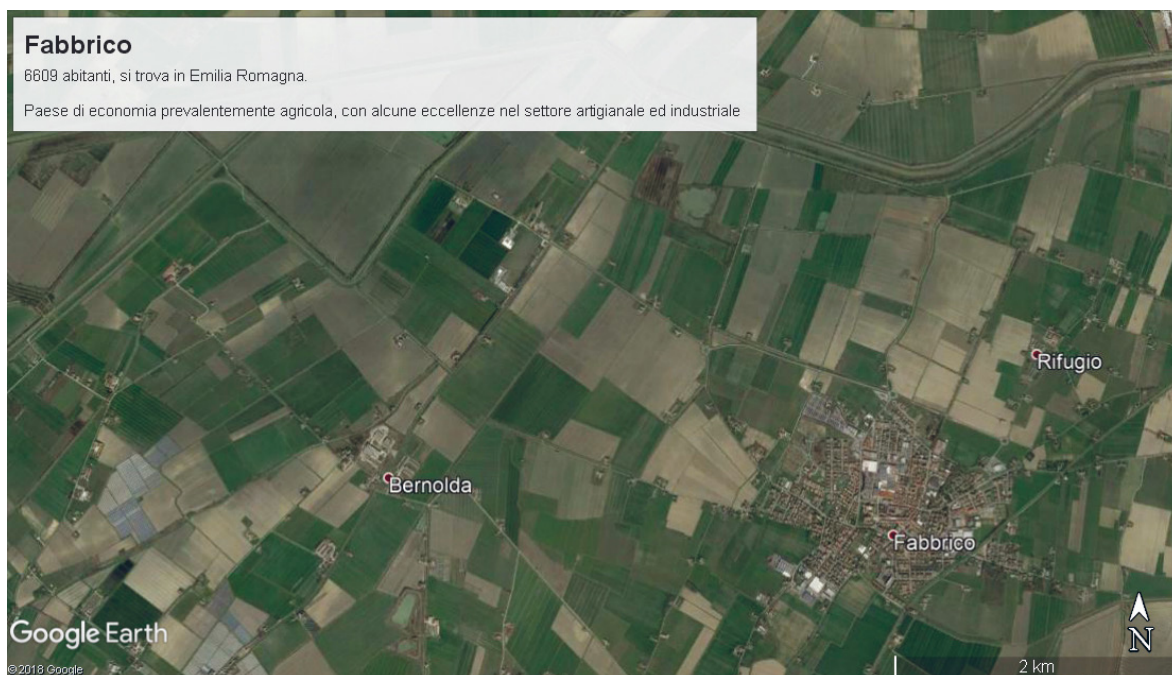 Fabbrico
6609 abitanti, si trova in Emilia Romagna.
Paese di economia prevalentemente agricola, con alcune eccellenze nel settore artigianale ed industriale
Rifugio
Bernolda
Fabbrico
Google Earth
N
©2018 Google
2 km